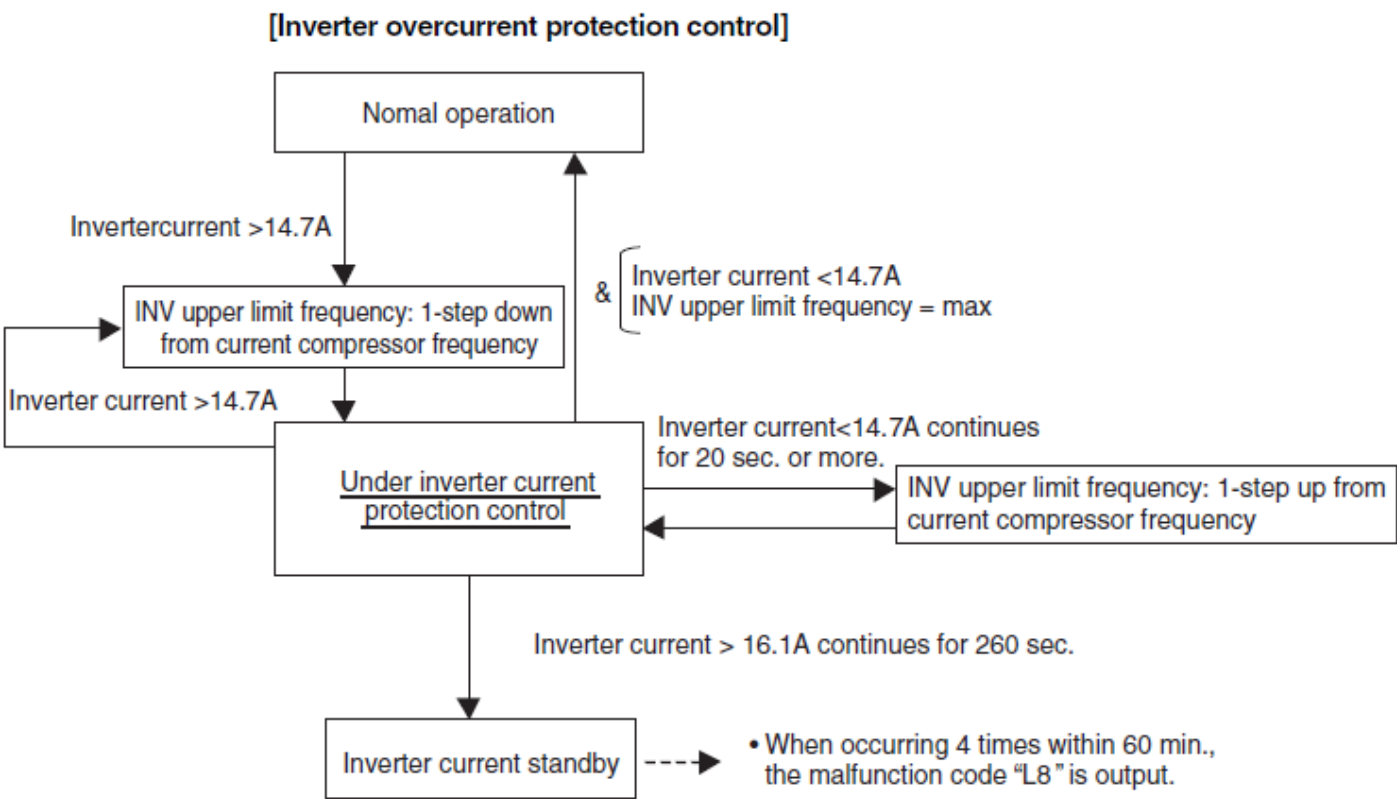 [Inverter overcurrent protection control]
Nomal operation
Invertercurrent >14.7A
&
Inverter current <14.7A
INV upper limit frequency = max
INV upper limit frequency: 1-step down
from current compressor frequency
Inverter current >14.7A
Inverter current<14.7A continues
for 20 sec. or more.
Under inverter current
protection control
INV upper limit frequency: 1-step up from
current compressor frequency
Inverter current > 16.1A continues for 260 sec.
Inverter current standby
• When occurring 4 times within 60 min.,
the malfunction code “L8” is output.